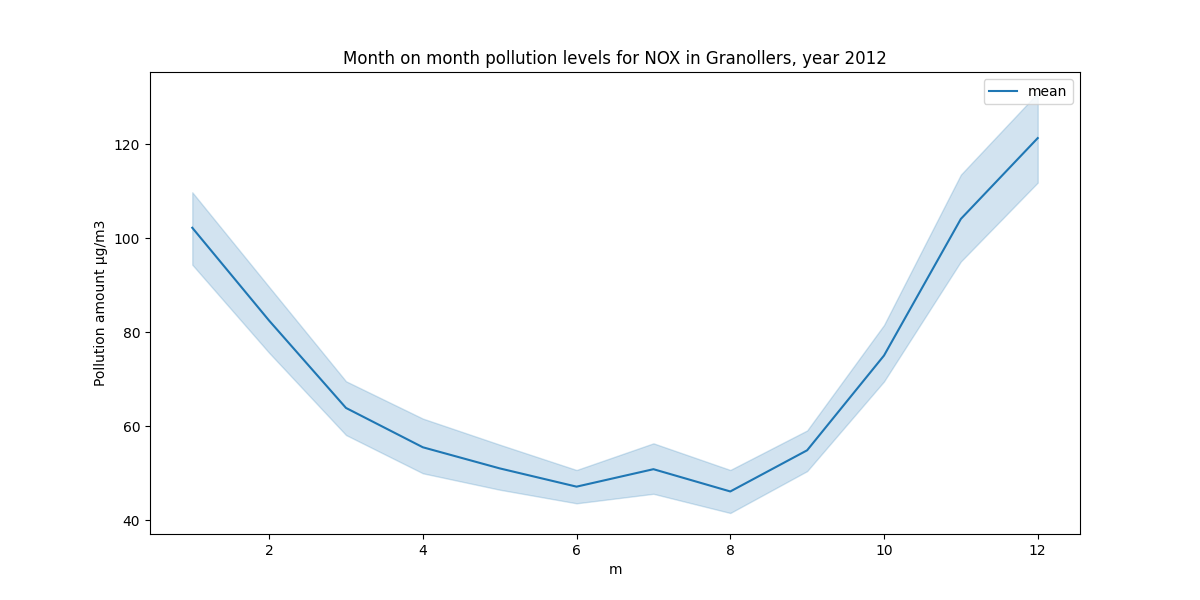 Month on month pollution levels for NOX in Granollers, year 2012
mean
Pollution amount µg/m3
120
100
80
60
40
2 4 6 8 10 12
m